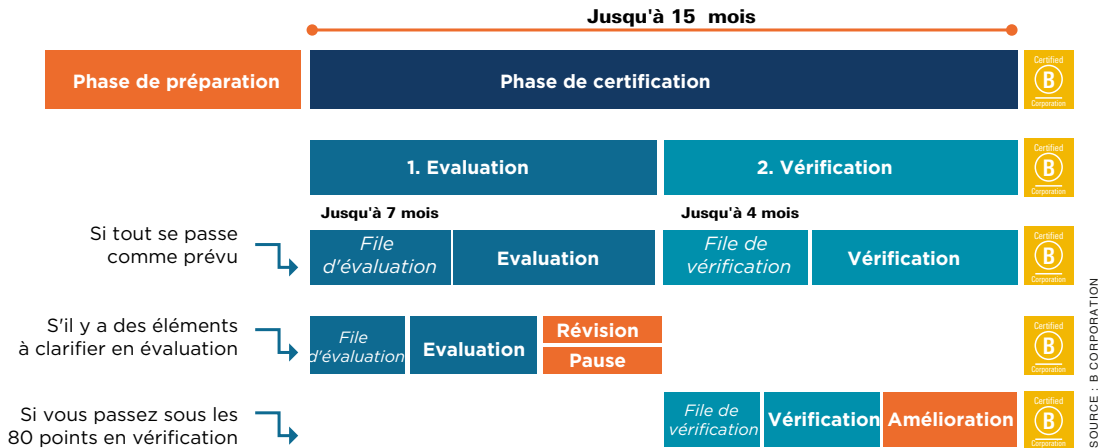 Jusqu'à 15 mois
Phase de préparation
Phase de certification
Certified
B
Corporation
1. Evaluation
2. Vérification
Certified
B
Corporation
Jusqu'à 7 mois
Jusqu'à 4 mois
Si tout se passe
comme prévu
File
d'évaluation
Evaluation
File de
vérification
Vérification
Certified
B
Corporation
S'il y a des éléments
à clarifier en évaluation
File
d'évaluation
Evaluation
Révision
Pause
Certified
B
Corporation
Si vous passez sous les
80 points en vérification
File de
vérification
Vérification
Amélioration
Certified
B
Corporation
SOURCE : B CORPORATION